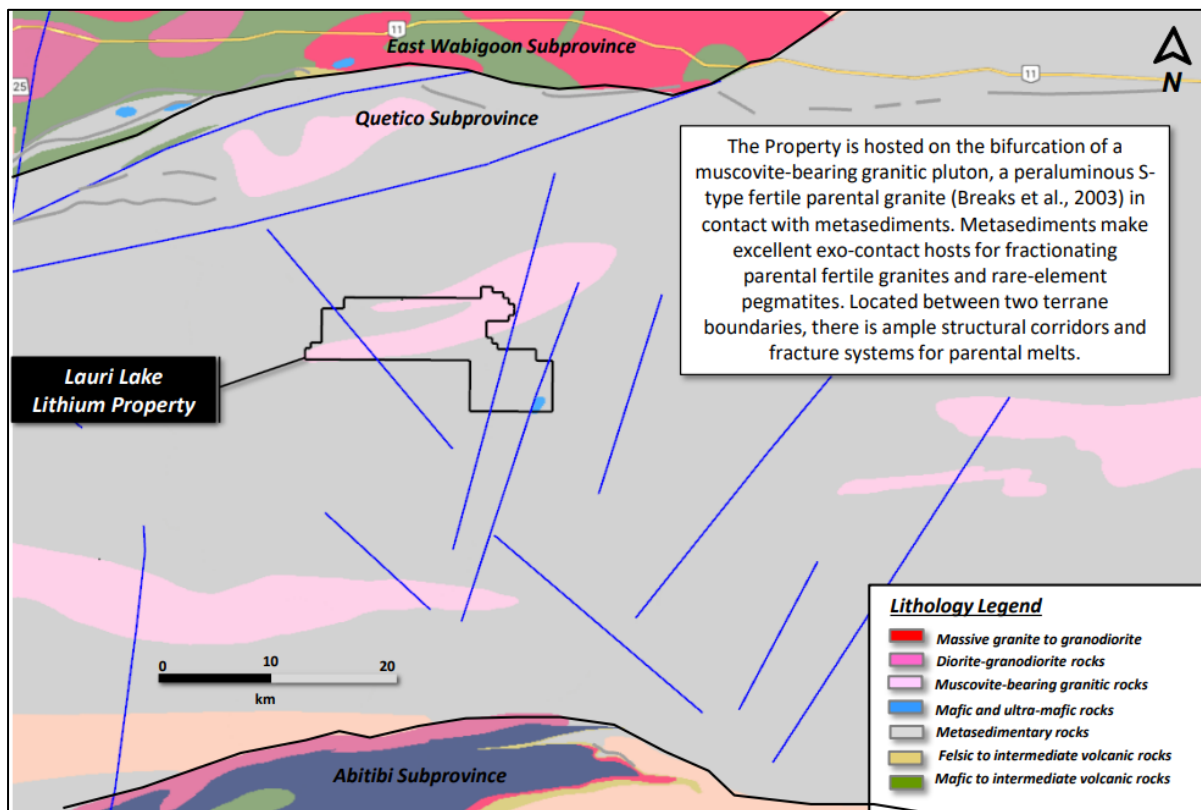 11
East Wabigoon Subprovince
25
11
N
Quetico Subprovince
The Property is hosted on the bifurcation of a
muscovite-bearing granitic pluton, a peraluminous S-
type fertile parental granite (Breaks et al., 2003) in
contact with metasediments. Metasediments make
excellent exo-contact hosts for fractionating
parental fertile granites and rare-element
pegmatites. Located between two terrane
boundaries, there is ample structural corridors and
fracture systems for parental melts.
Lauri Lake
Lithium Property
0 10 20
km
Abitibi Subprovince
Lithology Legend
Massive granite to granodiorite
Diorite-granodiorite rocks
Muscovite-bearing granitic rocks
Mafic and ultra-mafic rocks
Metasedimentary rocks
Felsic to intermediate volcanic rocks
Mafic to intermediate volcanic rocks